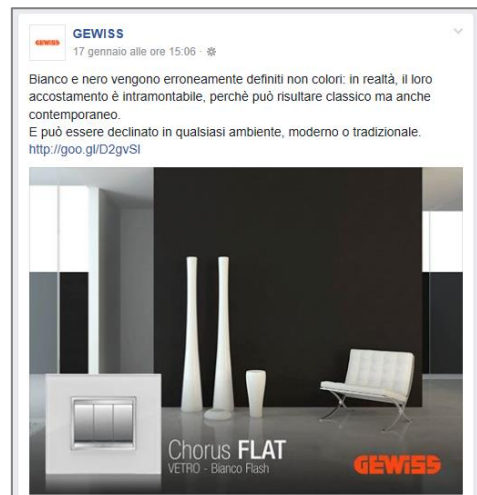 GEWISS
GEWISS
17 gennaio alle ore 15:06 ·
Bianco e nero vengono erroneamente definiti non colori: in realtà, il loro
accostamento è intramontabile, perchè può risultare classico ma anche
contemporaneo.
E può essere declinato in qualsiasi ambiente, moderno o tradizionale.
http://goo.gl/D2gvSI
Chorus FLAT
VETRO - Bianco Flash
GEWISS